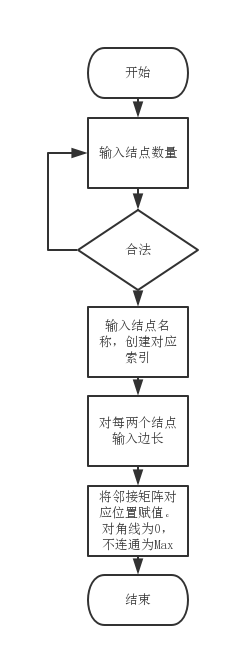 开始
输入结点数量
合法
输入结点名
称，创建对应
索引
对每两个结点
输入边长
将邻接矩阵对
应位置赋值。
对角线为0，
不连通为Max
结束